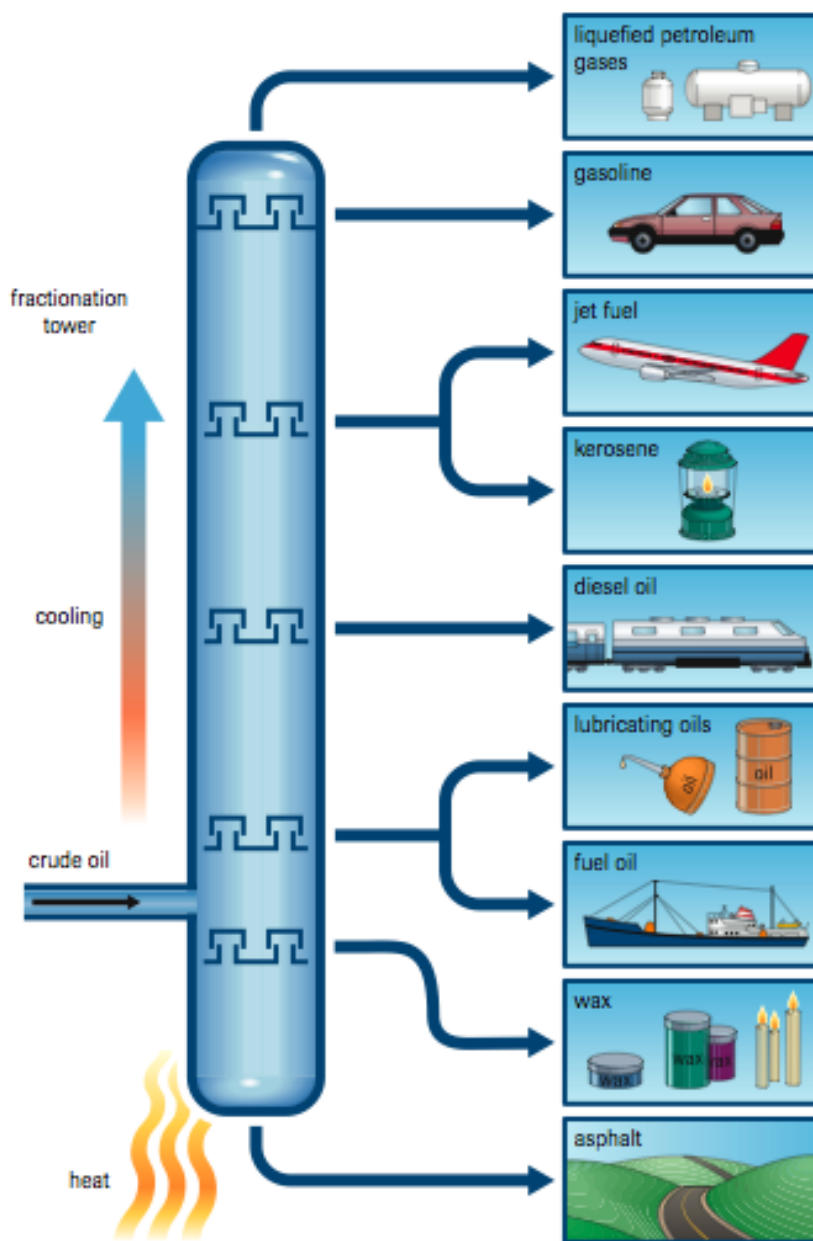 liquefied petroleum
gases
gasoline
fractionation
tower
jet fuel
kerosene
cooling
diesel oil
lubricating oils
oil
oil
crude oil
fuel oil
wax
wax
wax
wax
asphalt
heat